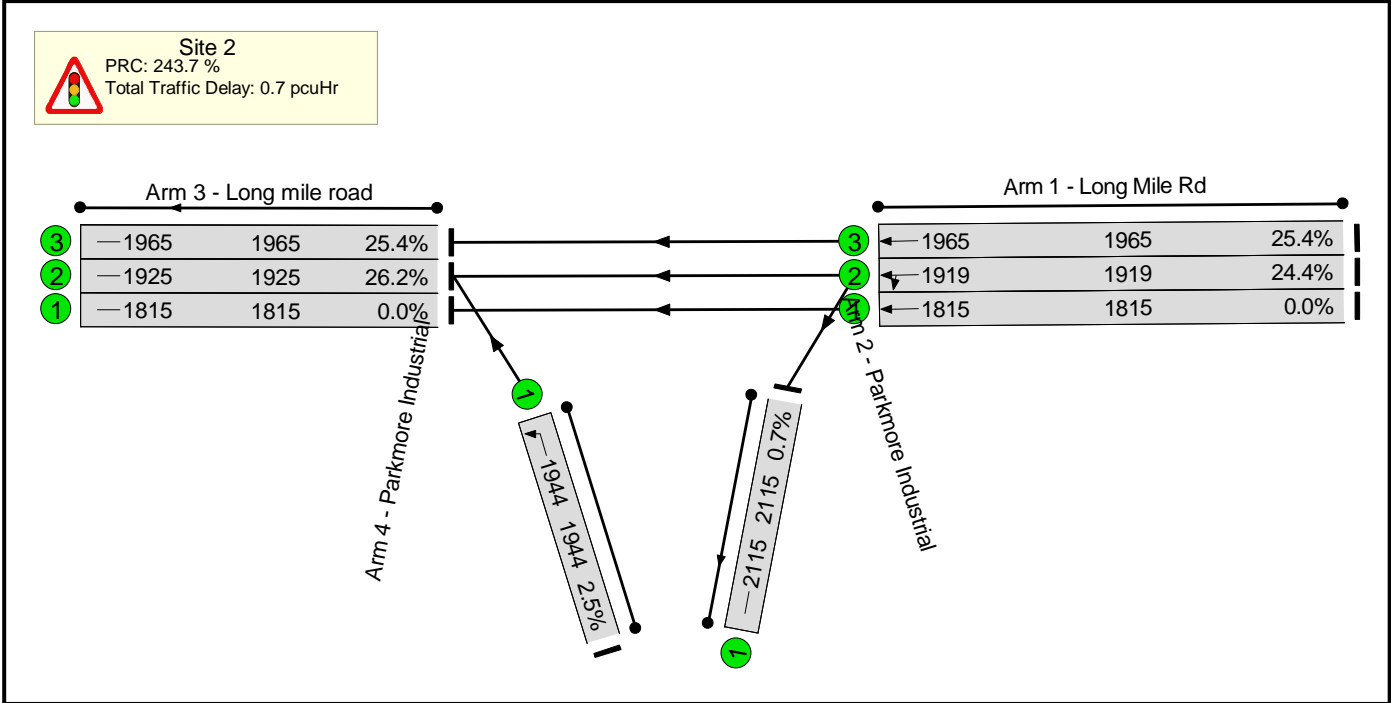 Site 2
PRC: 243.7 %
Total Traffic Delay: 0.7 pcuHr
Arm 3 - Long mile road
3 1965 1965 25.4%
2 1925 1925 26.2%
1 1815 1815 0.0%
Arm 1 - Long Mile Rd
3 1965 1965 25.4%
2 1919 1919 24.4%
1 1815 1815 0.0%
Arm 4 - Parkmore Industrial
1
1944 1944 2.5%
Arm 2 - Parkmore Industrial
2115 2115 0.7%
1